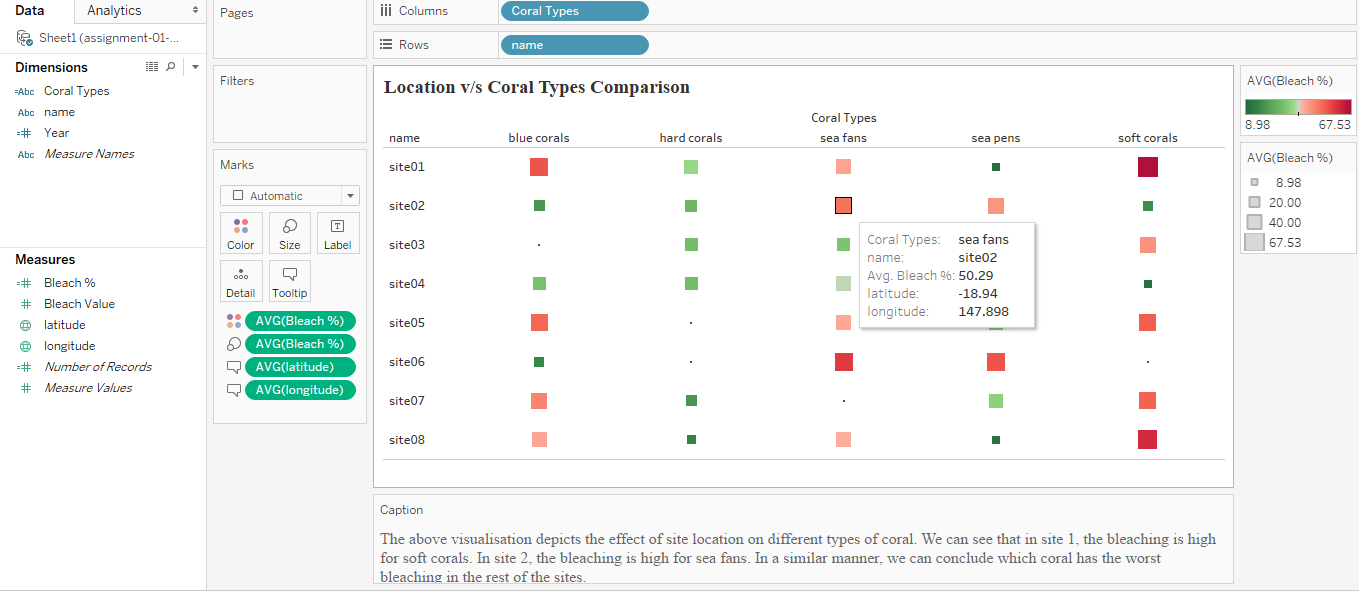 Data
Analytics
Sheet1 (assignment-01-...
Dimensions
Abc Coral Types
Abc name
Year
Abc Measure Names
Measures
Bleach %
Bleach Value
latitude
longitude
Number of Records
Measure Values
Pages
Filters
Marks
Automatic
Color Size Label
Detail Tooltip
AVG(Bleach %)
AVG(Bleach %)
AVG(latitude)
AVG(longitude)
Columns Coral Types
Rows name
Location v/s Coral Types Comparison
Coral Types
name blue corals hard corals sea fans sea pens soft corals
site01
site02
site03
site04
site05
site06
site07
site08
Coral Types: sea fans
name: site02
Avg. Bleach %: 50.29
latitude: -18.94
longitude: 147.898
Caption
The above visualisation depicts the effect of site location on different types of coral. We can see that in site 1, the bleaching is high
for soft corals. In site 2, the bleaching is high for sea fans. In a similar manner, we can conclude which coral has the worst
bleaching in the rest of the sites.
AVG(Bleach %)
8.98 67.53
AVG(Bleach %)
8.98
20.00
40.00
67.53